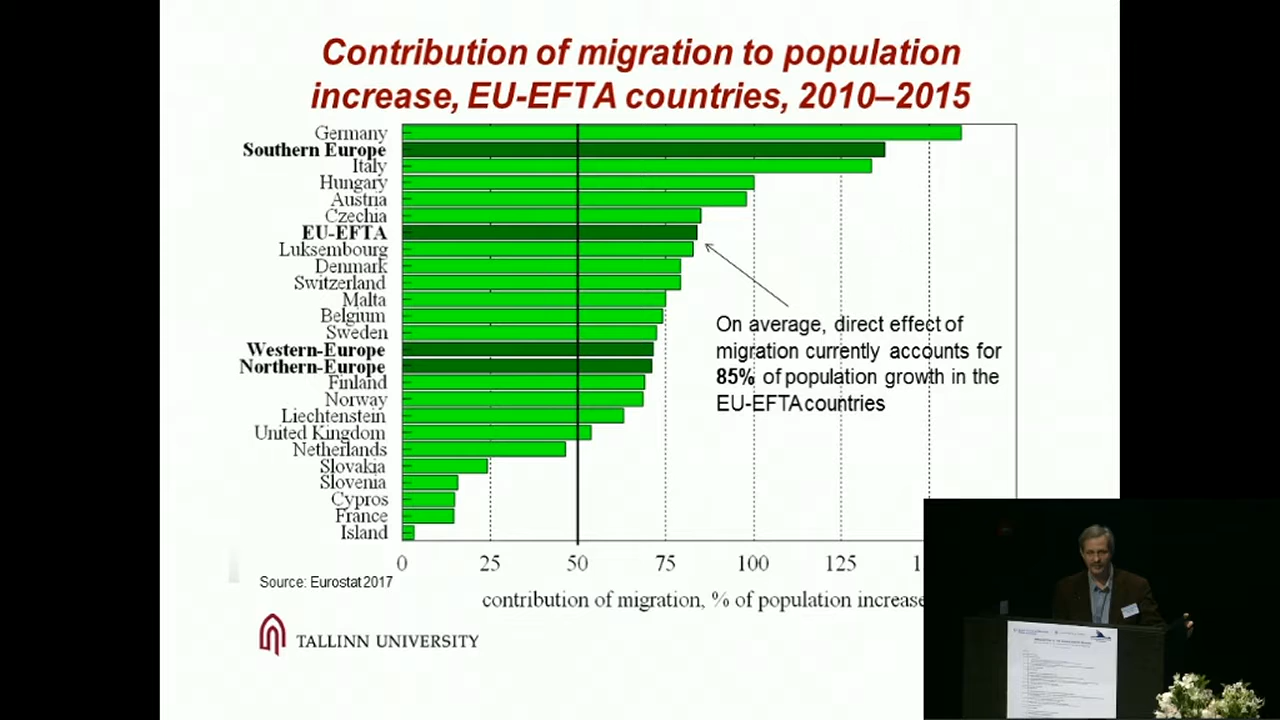 Contribution of migration to population
increase, EU-EFTA countries, 2010–2015
Germany
Southern Europe
Italy
Hungary
Austria
Czechia
EU-EFTA
Luksembourg
Denmark
Switzerland
Malta
Belgium
Sweden
Western-Europe
Northern-Europe
Finland
Norway
Liechtenstein
United Kingdom
Netherlands
Slovakia
Slovenia
Cypros
France
Island
On average, direct effect of
migration currently accounts for
85% of population growth in the
EU-EFTA countries
0 25 50 75 100 125 1
contribution of migration, % of population increase
Source: Eurostat 2017
TALLINN UNIVERSITY